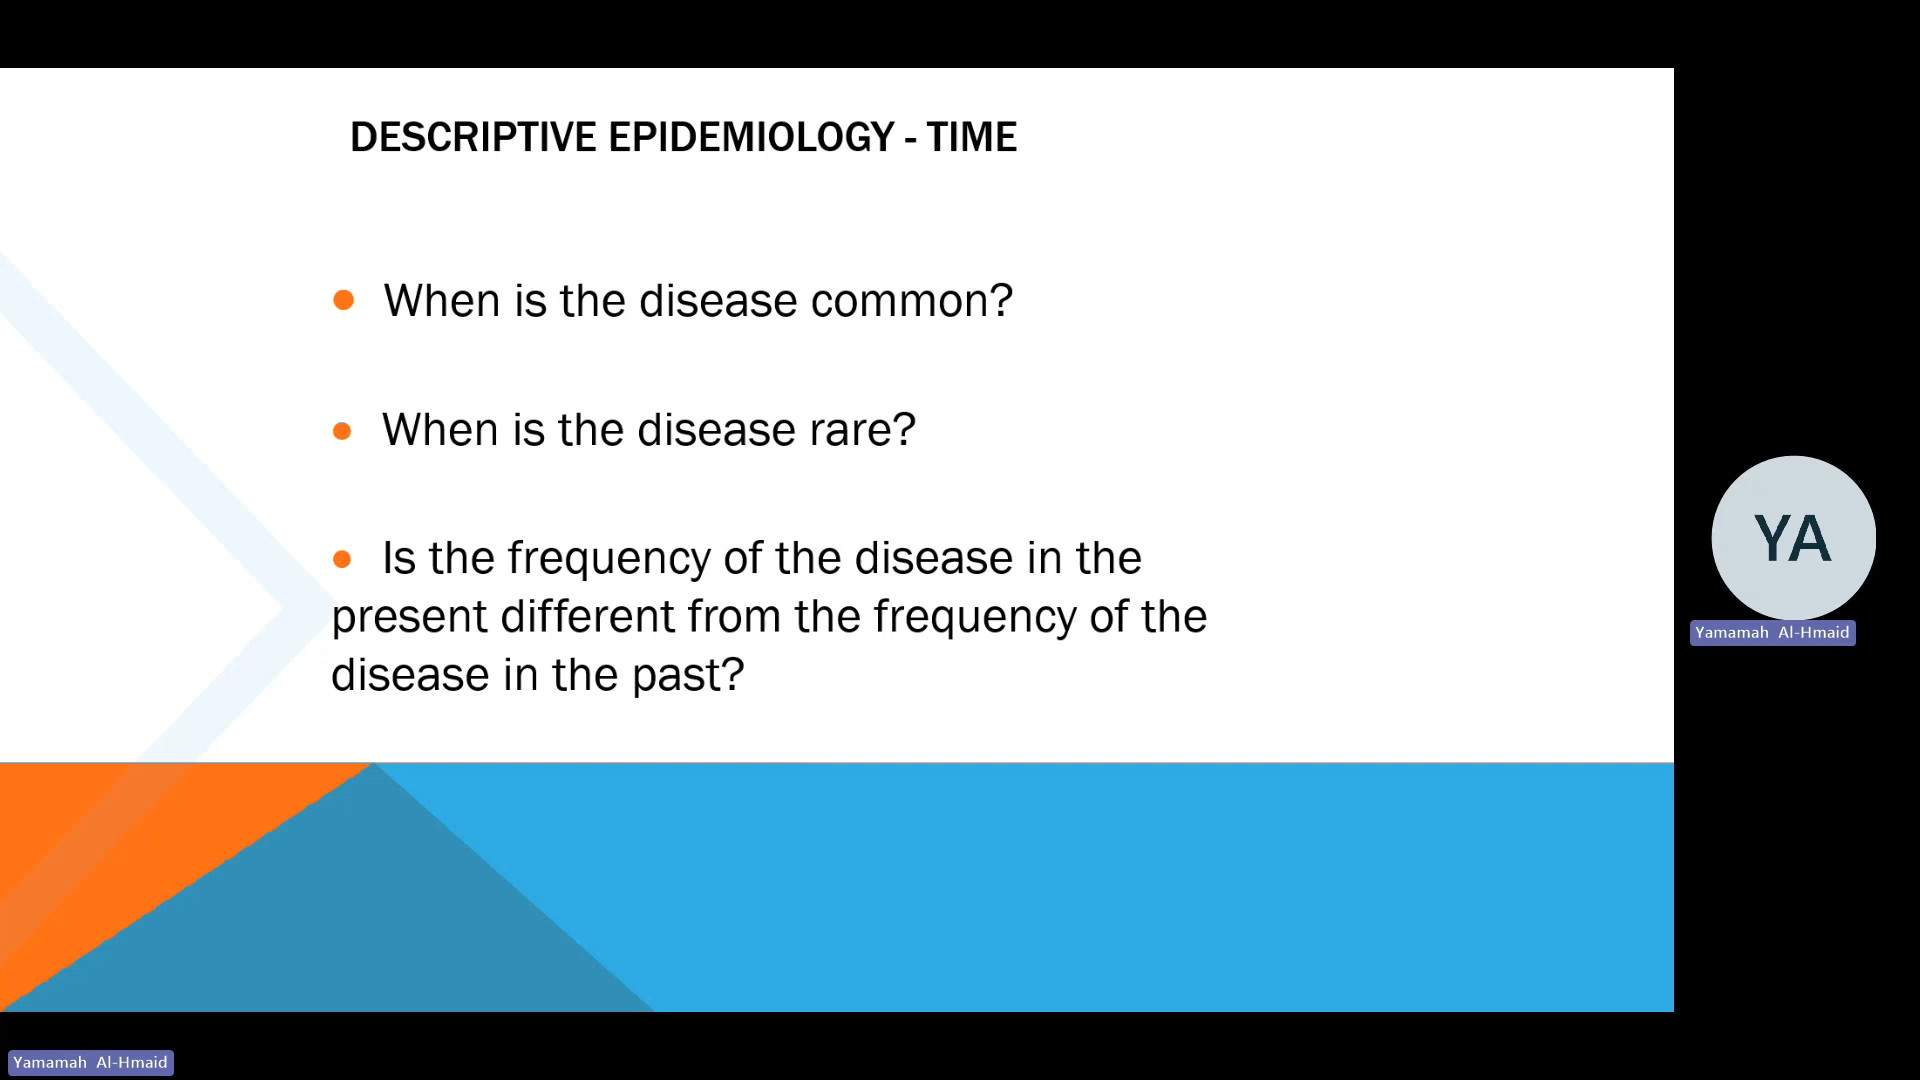 DESCRIPTIVE EPIDEMIOLOGY - TIME
When is the disease common?
When is the disease rare?
Is the frequency of the disease in the
present different from the frequency of the
disease in the past?
YA
Yamamah Al-Hmaid
Yamamah Al-Hmaid